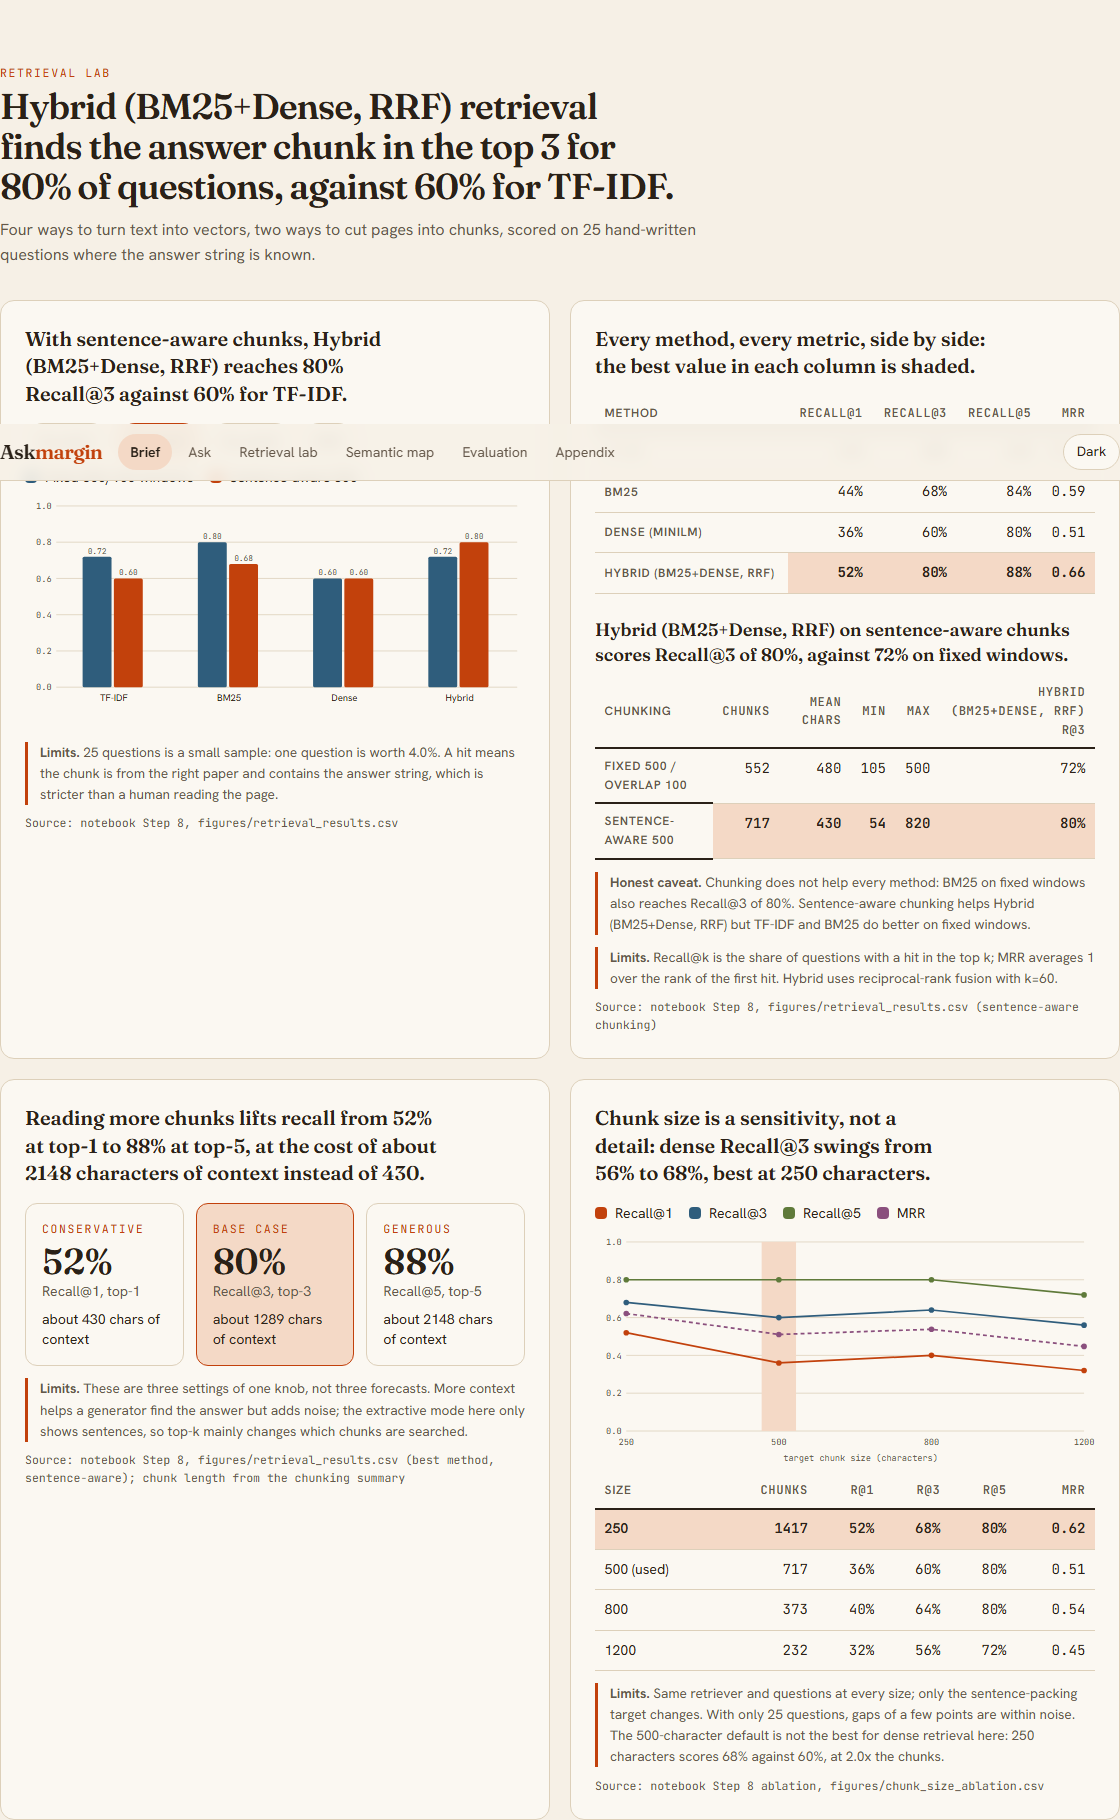 RETRIEVAL LAB
Hybrid (BM25+Dense, RRF) retrieval
finds the answer chunk in the top 3 for
80% of questions, against 60% for TF-IDF.
Four ways to turn text into vectors, two ways to cut pages into chunks, scored on 25 hand-written
questions where the answer string is known.
With sentence-aware chunks, Hybrid
(BM25+Dense, RRF) reaches 80%
Recall@3 against 60% for TF-IDF.
Askmargin Brief Ask Retrieval lab Semantic map Evaluation Appendix Dark
1.0
0.8
0.6
0.4
0.2
0.0
0.72 0.60 0.80 0.68 0.60 0.60 0.72 0.80
TF-IDF BM25 Dense Hybrid
Limits. 25 questions is a small sample: one question is worth 4.0%. A hit means
the chunk is from the right paper and contains the answer string, which is
stricter than a human reading the page.
Source: notebook Step 8, figures/retrieval_results.csv
Every method, every metric, side by side:
the best value in each column is shaded.
METHOD RECALL@1 RECALL@3 RECALL@5 MRR
BM25 44% 68% 84% 0.59
DENSE (MINILM) 36% 60% 80% 0.51
HYBRID (BM25+DENSE, RRF) 52% 80% 88% 0.66
Hybrid (BM25+Dense, RRF) on sentence-aware chunks
scores Recall@3 of 80%, against 72% on fixed windows.
CHUNKING CHUNKS MEAN CHARS MIN MAX HYBRID (BM25+DENSE, RRF) R@3
FIXED 500 /
OVERLAP 100 552 480 105 500 72%
SENTENCE-
AWARE 500 717 430 54 820 80%
Honest caveat. Chunking does not help every method: BM25 on fixed windows
also reaches Recall@3 of 80%. Sentence-aware chunking helps Hybrid
(BM25+Dense, RRF) but TF-IDF and BM25 do better on fixed windows.
Limits. Recall@k is the share of questions with a hit in the top k; MRR averages 1
over the rank of the first hit. Hybrid uses reciprocal-rank fusion with k=60.
Source: notebook Step 8, figures/retrieval_results.csv (sentence-aware
chunking)
Reading more chunks lifts recall from 52%
at top-1 to 88% at top-5, at the cost of about
2148 characters of context instead of 430.
CONSERVATIVE
52%
Recall@1, top-1
about 430 chars of
context
BASE CASE
80%
Recall@3, top-3
about 1289 chars
of context
GENEROUS
88%
Recall@5, top-5
about 2148 chars
of context
Limits. These are three settings of one knob, not three forecasts. More context
helps a generator find the answer but adds noise; the extractive mode here only
shows sentences, so top-k mainly changes which chunks are searched.
Source: notebook Step 8, figures/retrieval_results.csv (best method,
sentence-aware); chunk length from the chunking summary
Chunk size is a sensitivity, not a
detail: dense Recall@3 swings from
56% to 68%, best at 250 characters.
Recall@1 Recall@3 Recall@5 MRR
1.0
0.8
0.6
0.4
0.2
0.0
250 500 800 1200
target chunk size (characters)
SIZE CHUNKS R@1 R@3 R@5 MRR
250 1417 52% 68% 80% 0.62
500 (used) 717 36% 60% 80% 0.51
800 373 40% 64% 80% 0.54
1200 232 32% 56% 72% 0.45
Limits. Same retriever and questions at every size; only the sentence-packing
target changes. With only 25 questions, gaps of a few points are within noise.
The 500-character default is not the best for dense retrieval here: 250
characters scores 68% against 60%, at 2.0x the chunks.
Source: notebook Step 8 ablation, figures/chunk_size_ablation.csv